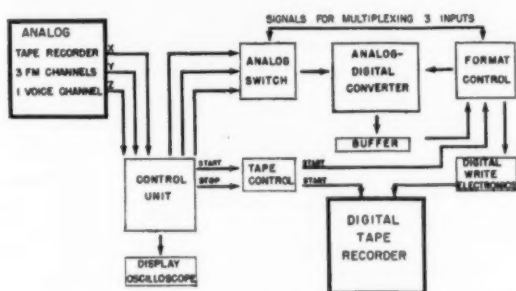 SIGNALS FOR MULTIPLEXING 3 INPUTS
ANALOG
TAPE RECORDER
3 FM CHANNELS
1 VOICE CHANNEL
X
Y
Z
ANALOG
SWITCH
ANALOG-
DIGITAL
CONVERTER
FORMAT
CONTROL
BUFFER
CONTROL
UNIT
START
STOP
TAPE
CONTROL
START
START
DIGITAL
WRITE
ELECTRONICS
DISPLAY
OSCILLOSCOPE
DIGITAL
TAPE
RECORDER